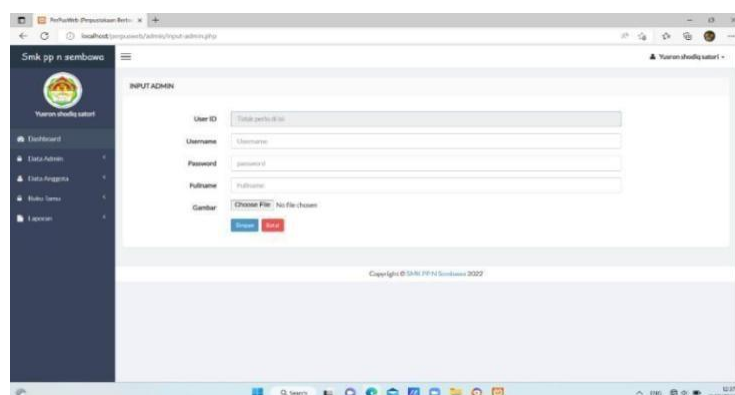 PerPusWeb (Perpustakaan Berb
localhost/perpusweb/admin/input-admin.php
Smk pp n sembawa
Yusron shodiq satori
Yusron shodiq satori
INPUT ADMIN
User ID
Tidak perlu di isi
Dashboard
Username
Username
Data Admin
Password
password
Data Anggota
Fullname
Fullname
Buku Tamu
Gambar
Choose File No file chosen
Laporan
Simpan
Batal
Copyright © SMK PP N Sembawa 2022
Search
ENG